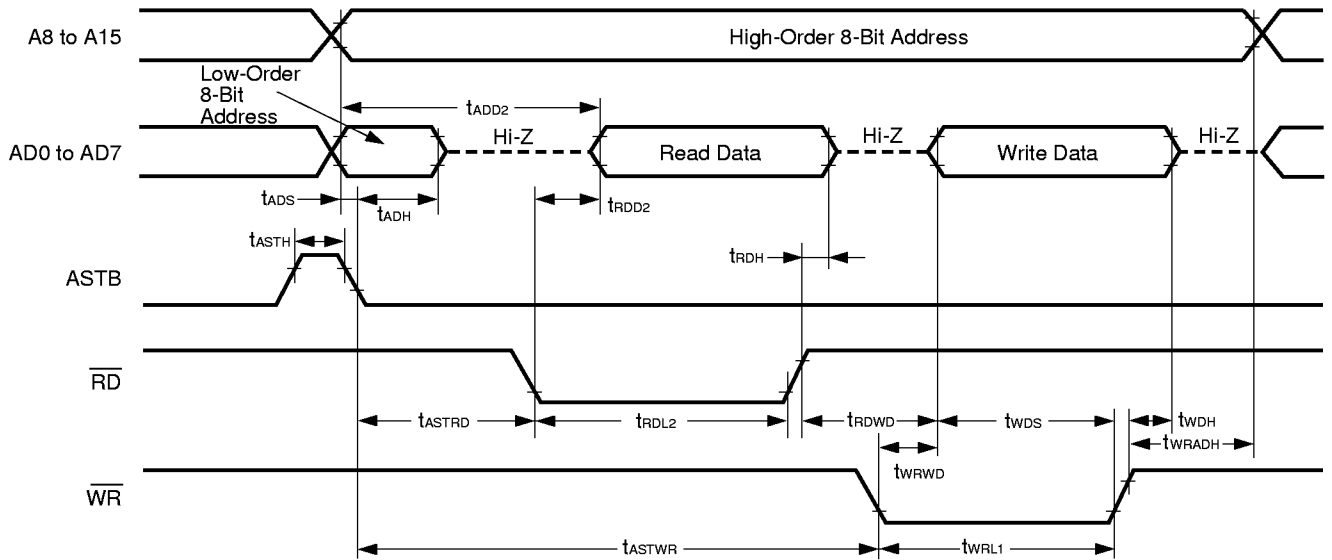 A8 to A15
High-Order 8-Bit Address
Low-Order
8-Bit
Address
tADD2
AD0 to AD7
Hi-Z
Read Data
Hi-Z
Write Data
Hi-Z
tADS
tADH
tRDD2
tASTH
tRDH
ASTB
RD
tASTRD
tRDL2
tRDWD
tWDS
tWDH
tWRADH
tWRWD
WR
tASTWR
tWRL1